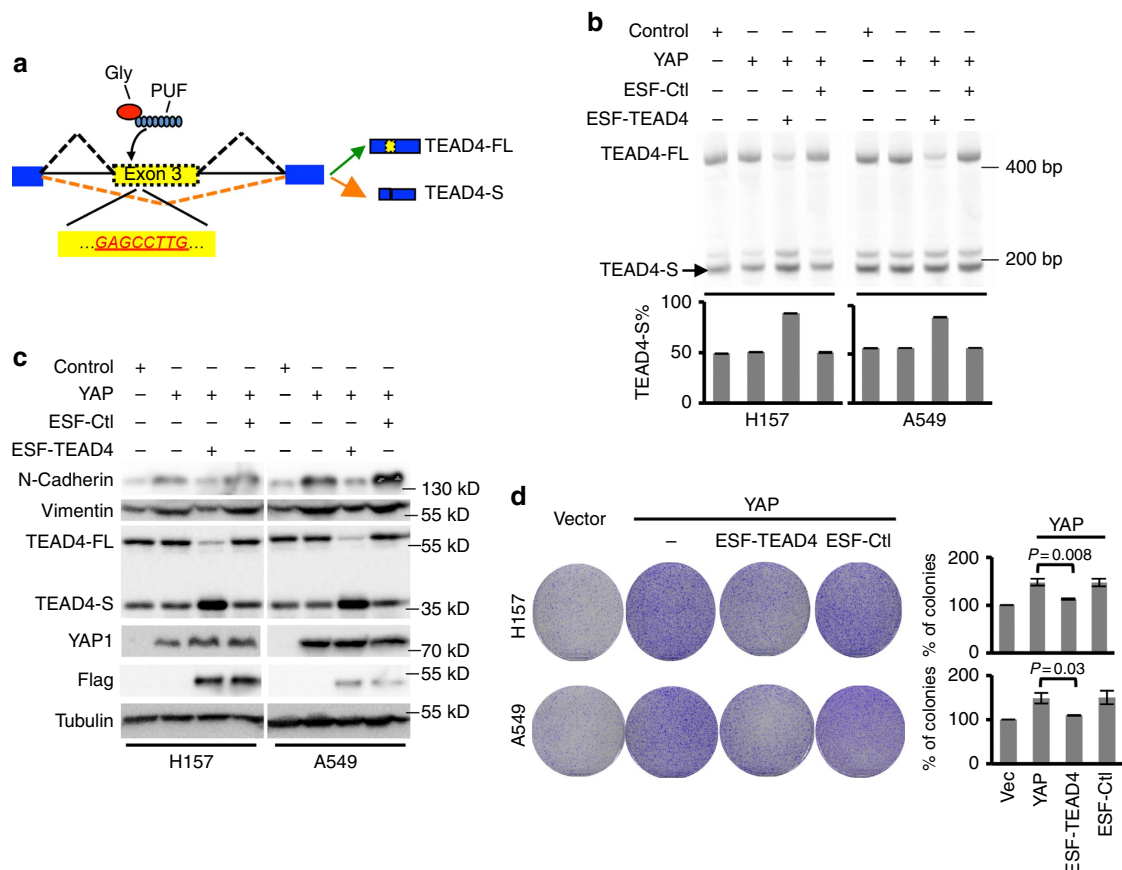 a
Gly
PUF
Exon 3
TEAD4-FL
TEAD4-S
...GAGCCTTG...
b
Control + – – – + – – –
YAP – + + + – + + +
ESF-Ctl – – – + – – – +
ESF-TEAD4 – – + – – – + –
TEAD4-FL
400 bp
200 bp
TEAD4-S
TEAD4-S%
100
50
0
H157 A549
c
Control + – – – + – – –
YAP – + + + – + + +
ESF-Ctl – – – + – – – +
ESF-TEAD4 – – + – – – + –
N-Cadherin
130 kD
Vimentin
55 kD
TEAD4-FL
55 kD
TEAD4-S
35 kD
YAP1
70 kD
Flag
55 kD
Tubulin
55 kD
H157 A549
d
Vector
YAP
– ESF-TEAD4 ESF-Ctl
H157
A549
YAP
% of colonies
200
100
0
P = 0.008
% of colonies
200
100
0
P = 0.03
Vec
YAP
ESF-TEAD4
ESF-Ctl